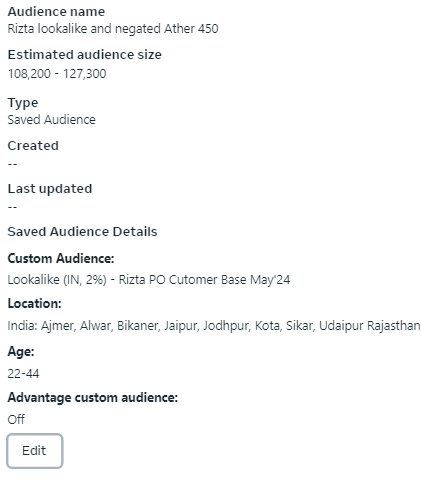 Audience name
Rizta lookalike and negated Ather 450
Estimated audience size
108,200 - 127,300
Type
Saved Audience
Created
--
Last updated
--
Saved Audience Details
Custom Audience:
Lookalike (IN, 2%) - Rizta PO Cutomer Base May'24
Location:
India: Ajmer, Alwar, Bikaner, Jaipur, Jodhpur, Kota, Sikar, Udaipur Rajasthan
Age:
22-44
Advantage custom audience:
Off
Edit